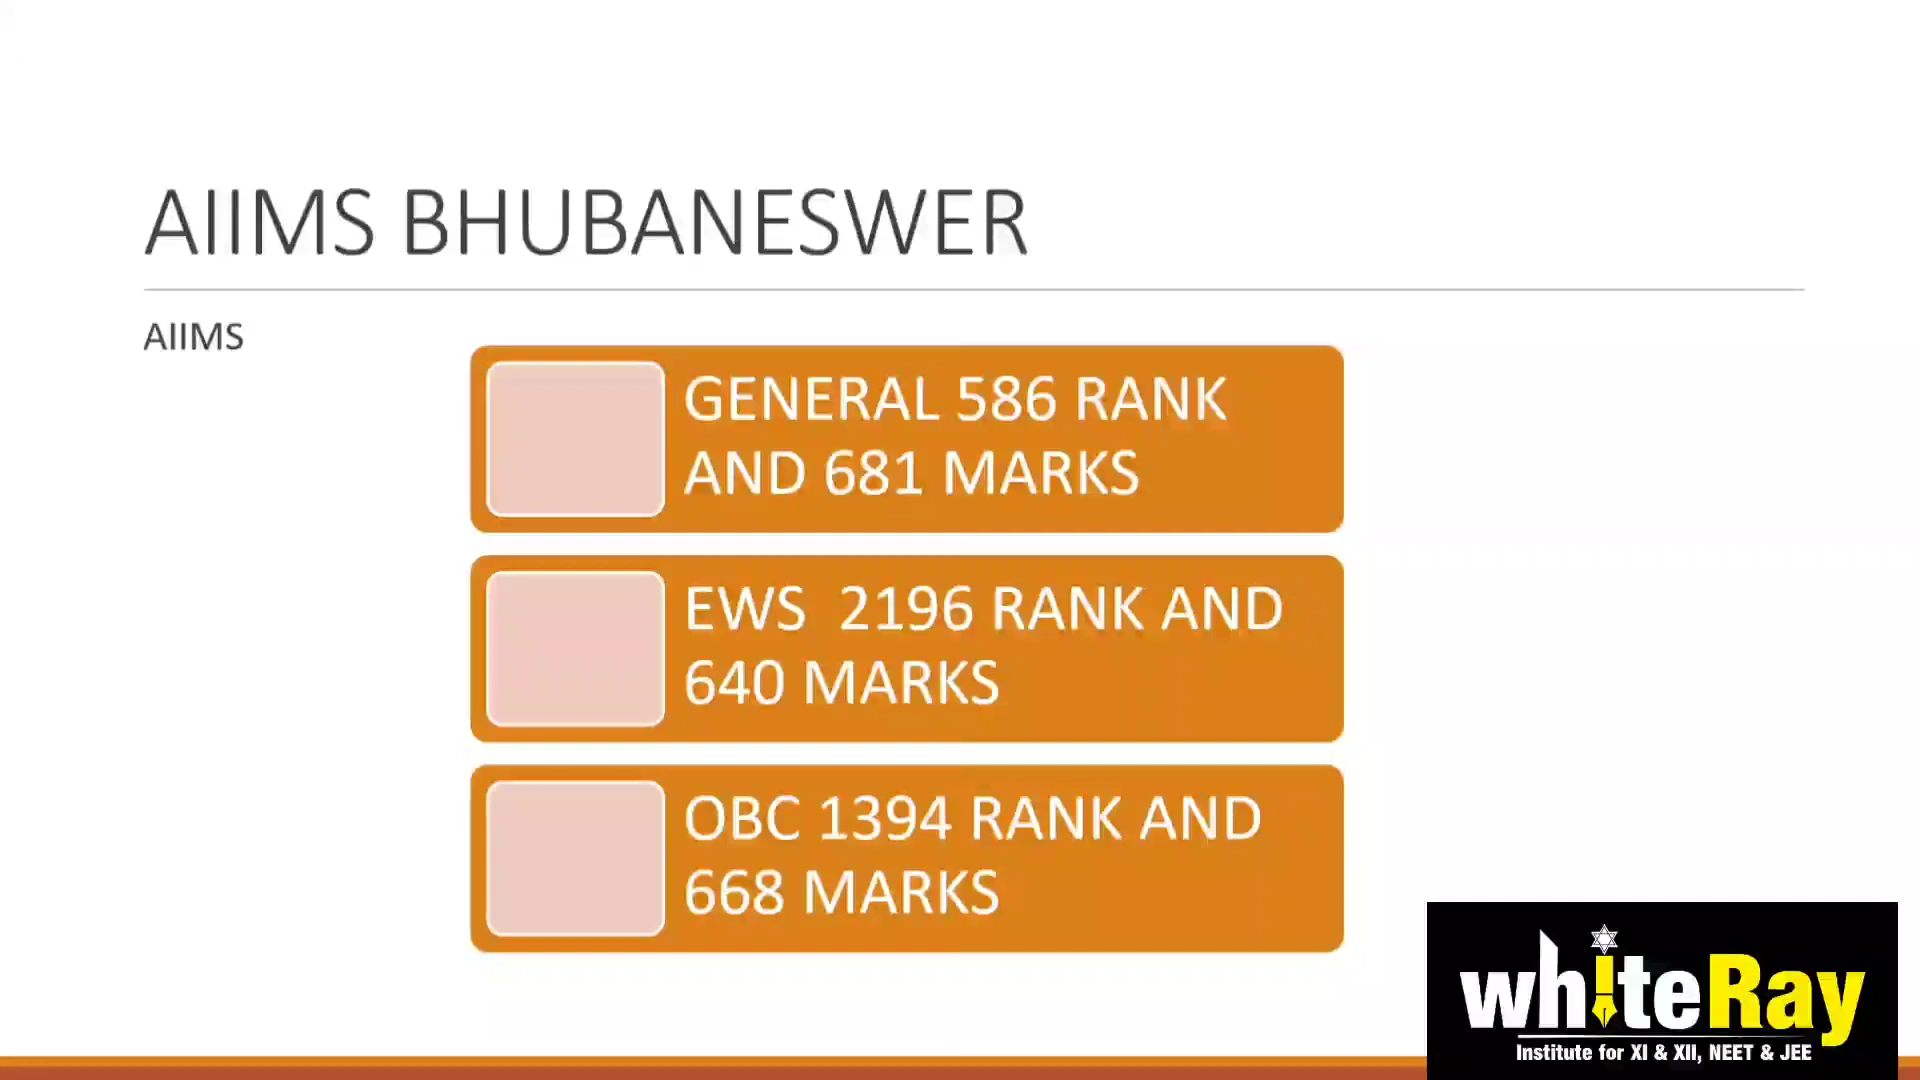 AIIMS BHUBANESWER
AIIMS
GENERAL 586 RANK
AND 681 MARKS
EWS 2196 RANK AND
640 MARKS
OBC 1394 RANK AND
668 MARKS
whiteRay
Institute for XI & XII, NEET & JEE